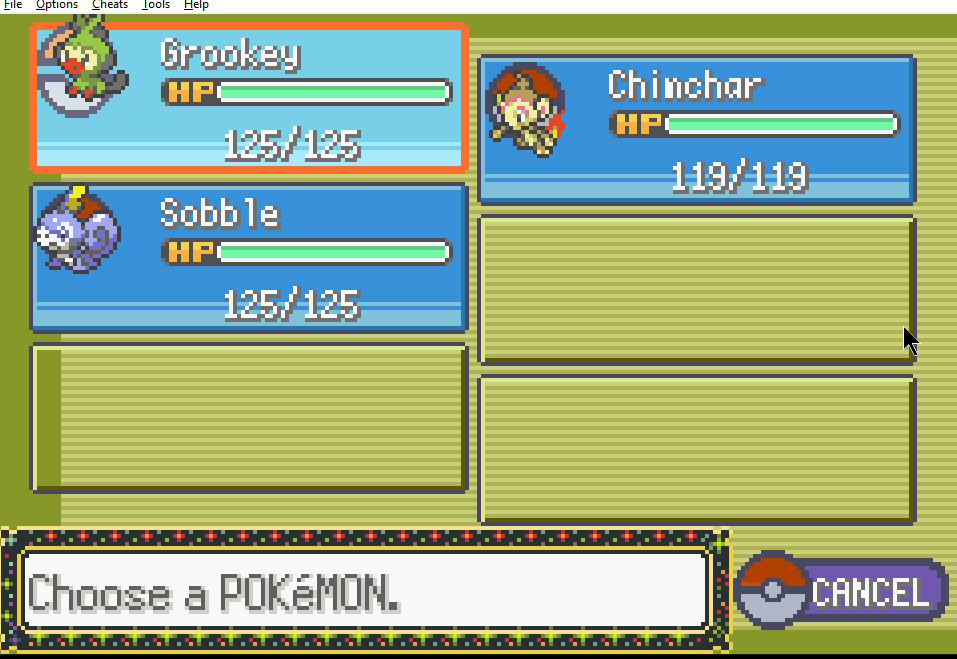 File Options Cheats Tools Help
Grookey
HP
125/125
Chimchar
HP
119/119
Sobble
HP
125/125
Choose a POKéMON.
CANCEL